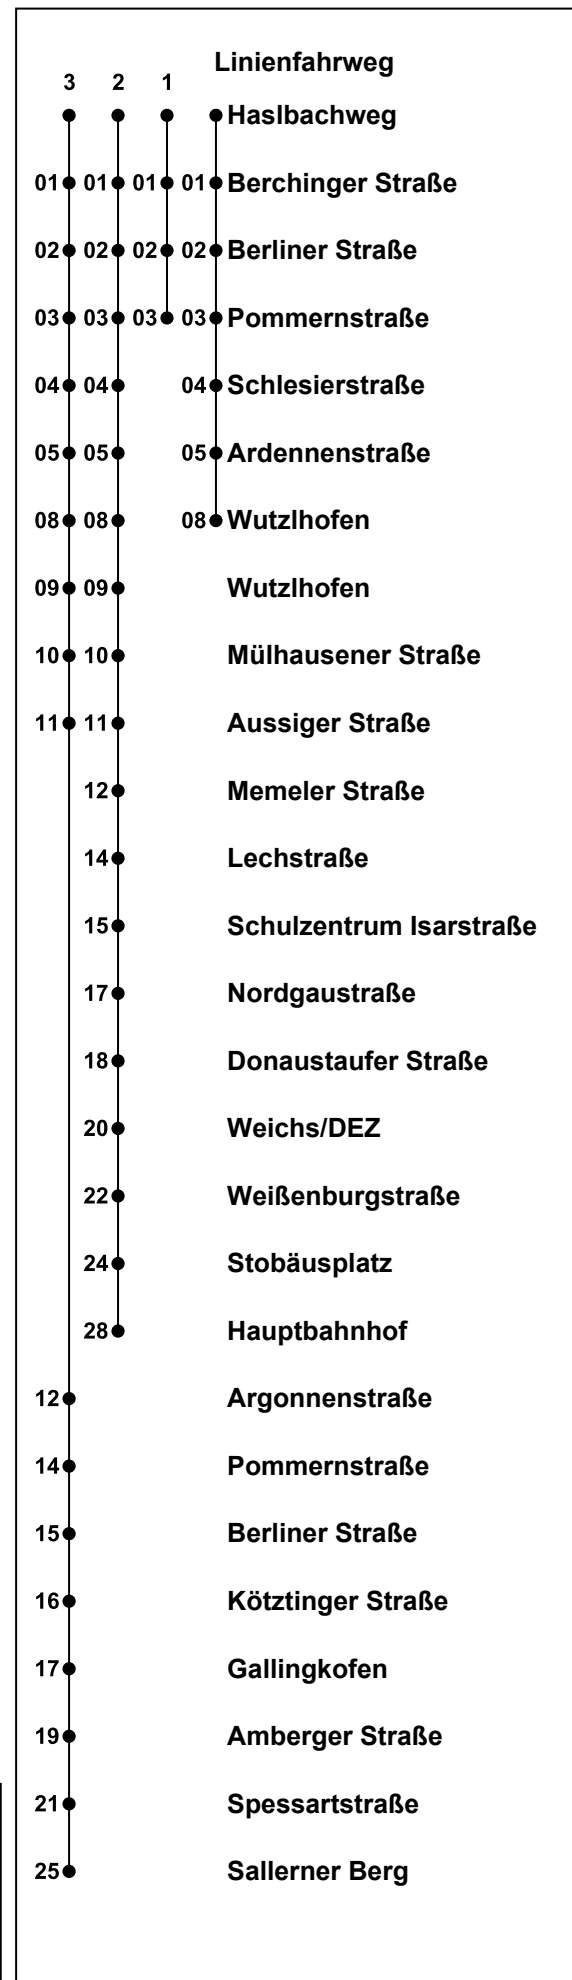 Linienfahrweg
3 2 1
Haslbachweg
01 01 01 01 Berchinger Straße
02 02 02 02 Berliner Straße
03 03 03 03 Pommernstraße
04 04 04 Schlesierstraße
05 05 05 Ardennenstraße
08 08 08 Wutzlhofen
09 09 Wutzlhofen
10 10 Mülhausener Straße
11 11 Aussiger Straße
12 Memeler Straße
14 Lechstraße
15 Schulzentrum Isarstraße
17 Nordgaustraße
18 Donaustaufer Straße
20 Weichs/DEZ
22 Weißenburgstraße
24 Stobäusplatz
28 Hauptbahnhof
12 Argonnenstraße
14 Pommernstraße
15 Berliner Straße
16 Kötztinger Straße
17 Gallingkofen
19 Amberger Straße
21 Spessartstraße
25 Sallerner Berg